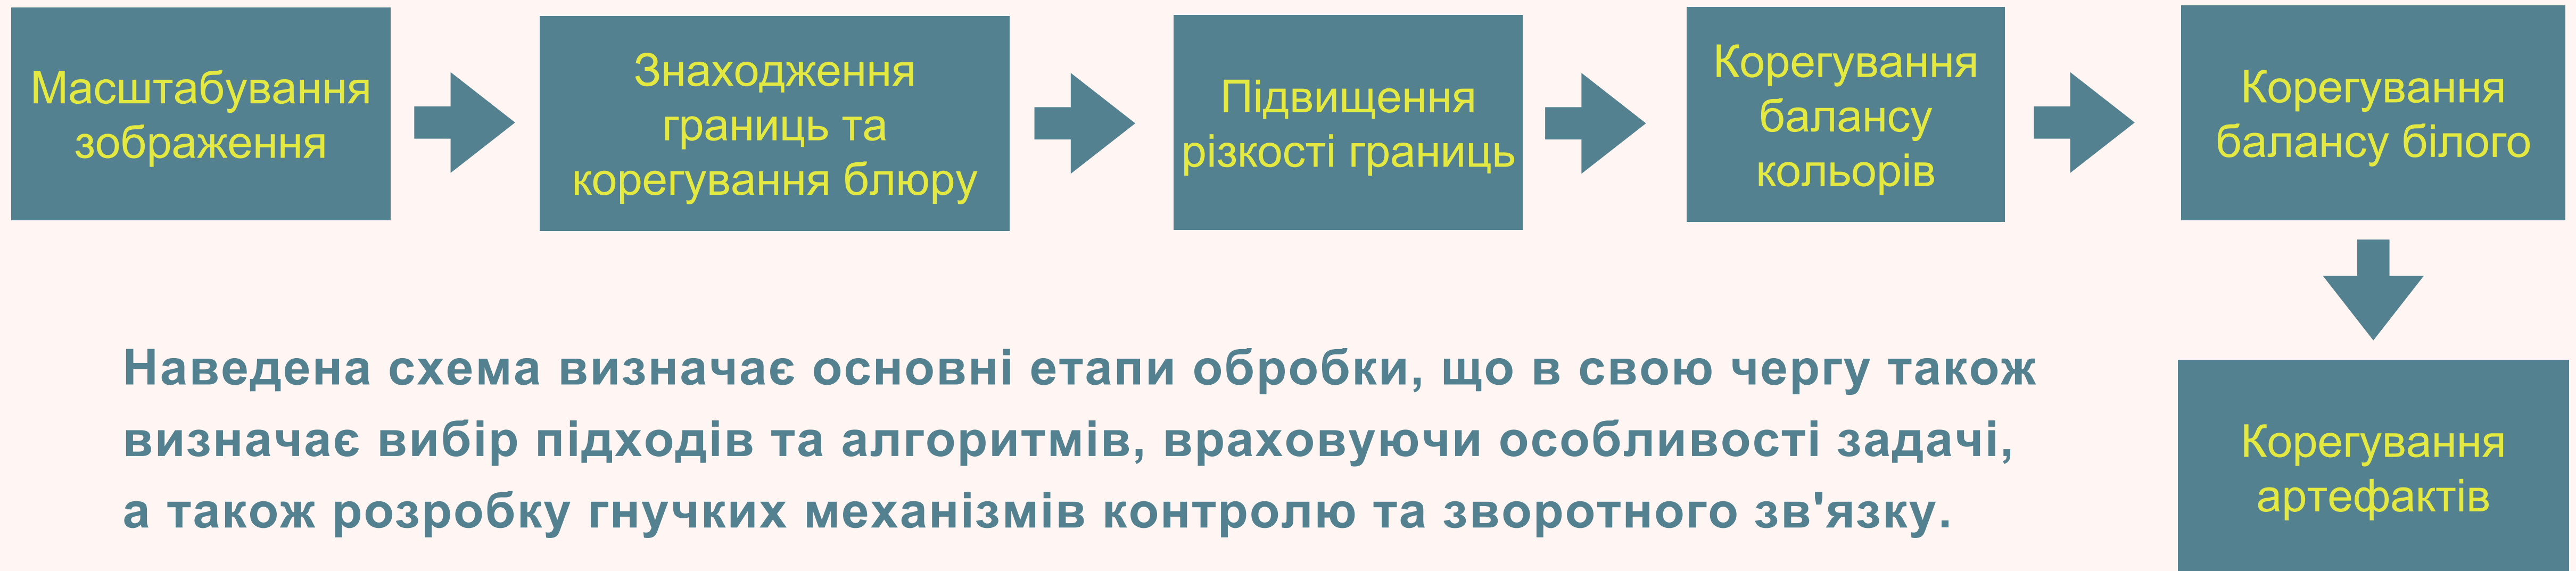 Масштабування
зображення
Знаходження
границь та
корегування блюру
Підвищення
різкості границь
Корегування
балансу
кольорів
Корегування
балансу білого
Корегування
артефактів
Наведена схема визначає основні етапи обробки, що в свою чергу також
визначає вибір підходів та алгоритмів, враховуючи особливості задачі,
а також розробку гнучких механізмів контролю та зворотного зв'язку.